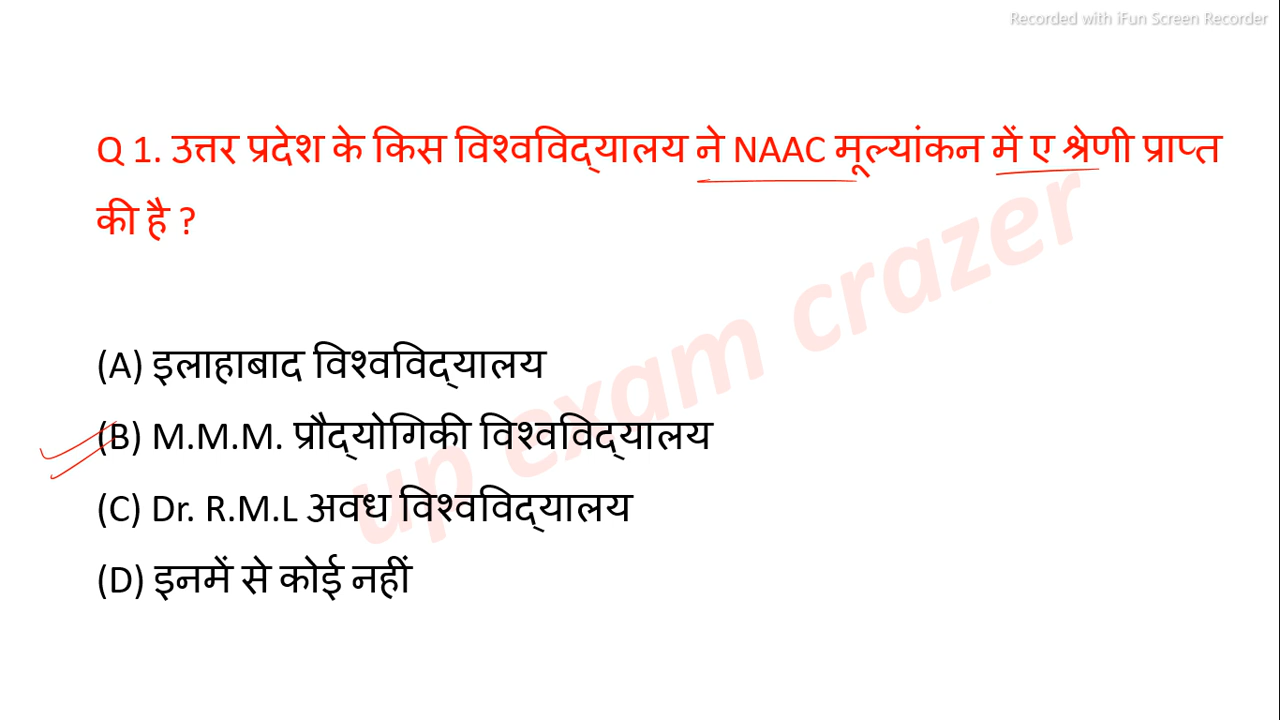 Recorded with iFun Screen Recorder
Q 1. उत्तर प्रदेश के किस विश्वविद्यालय ने NAAC मूल्यांकन में ए श्रेणी प्राप्त
की है ?
(A) इलाहाबाद विश्वविद्यालय
(B) M.M.M. प्रौद्योगिकी विश्वविद्यालय
(C) Dr. R.M.L अवध विश्वविद्यालय
(D) इनमें से कोई नहीं
up exam crazer